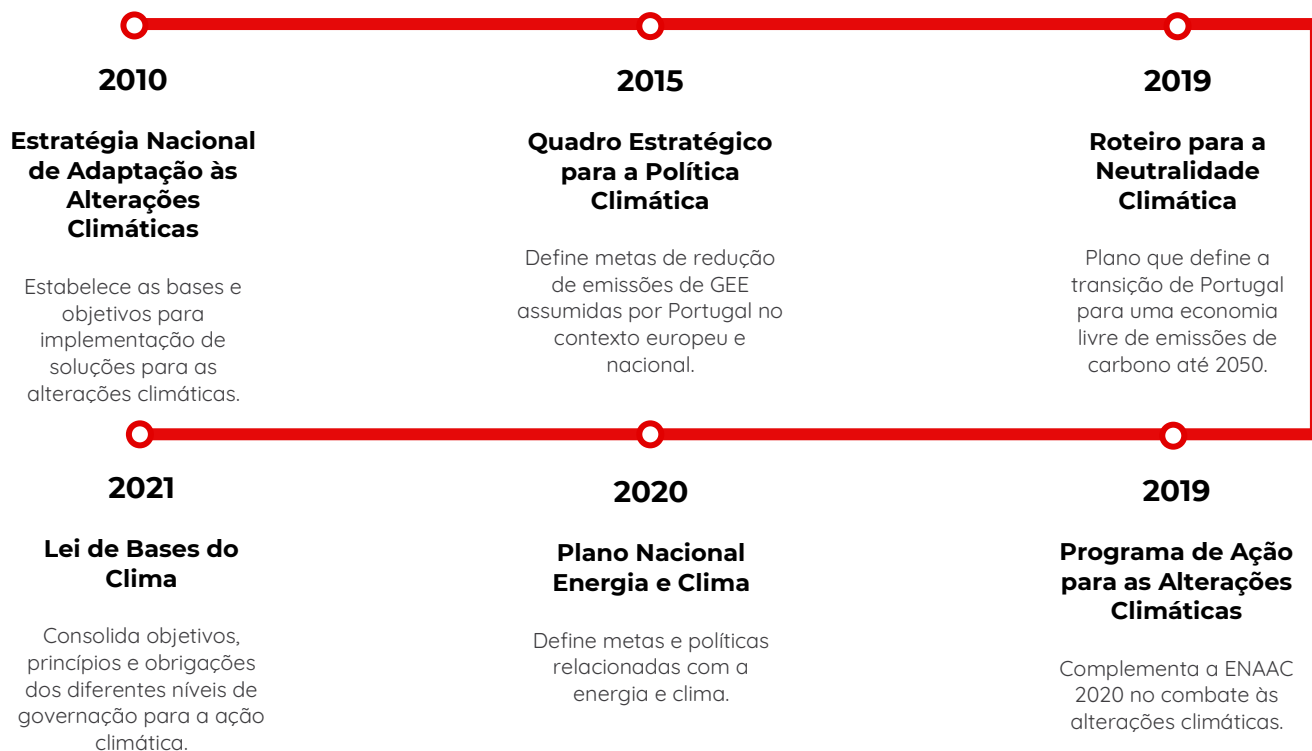 2010
Estratégia Nacional
de Adaptação às
Alterações
Climáticas
Estabelece as bases e
objetivos para
implementação de
soluções para as
alterações climáticas.
2015
Quadro Estratégico
para a Política
Climática
Define metas de redução
de emissões de GEE
assumidas por Portugal no
contexto europeu e
nacional.
2019
Roteiro para a
Neutralidade
Climática
Plano que define a
transição de Portugal
para uma economia
livre de emissões de
carbono até 2050.
2019
Programa de Ação
para as Alterações
Climáticas
Complementa a ENAAC
2020 no combate às
alterações climáticas.
2020
Plano Nacional
Energia e Clima
Define metas e políticas
relacionadas com a
energia e clima.
2021
Lei de Bases do
Clima
Consolida objetivos,
princípios e obrigações
dos diferentes níveis de
governação para a ação
climática.